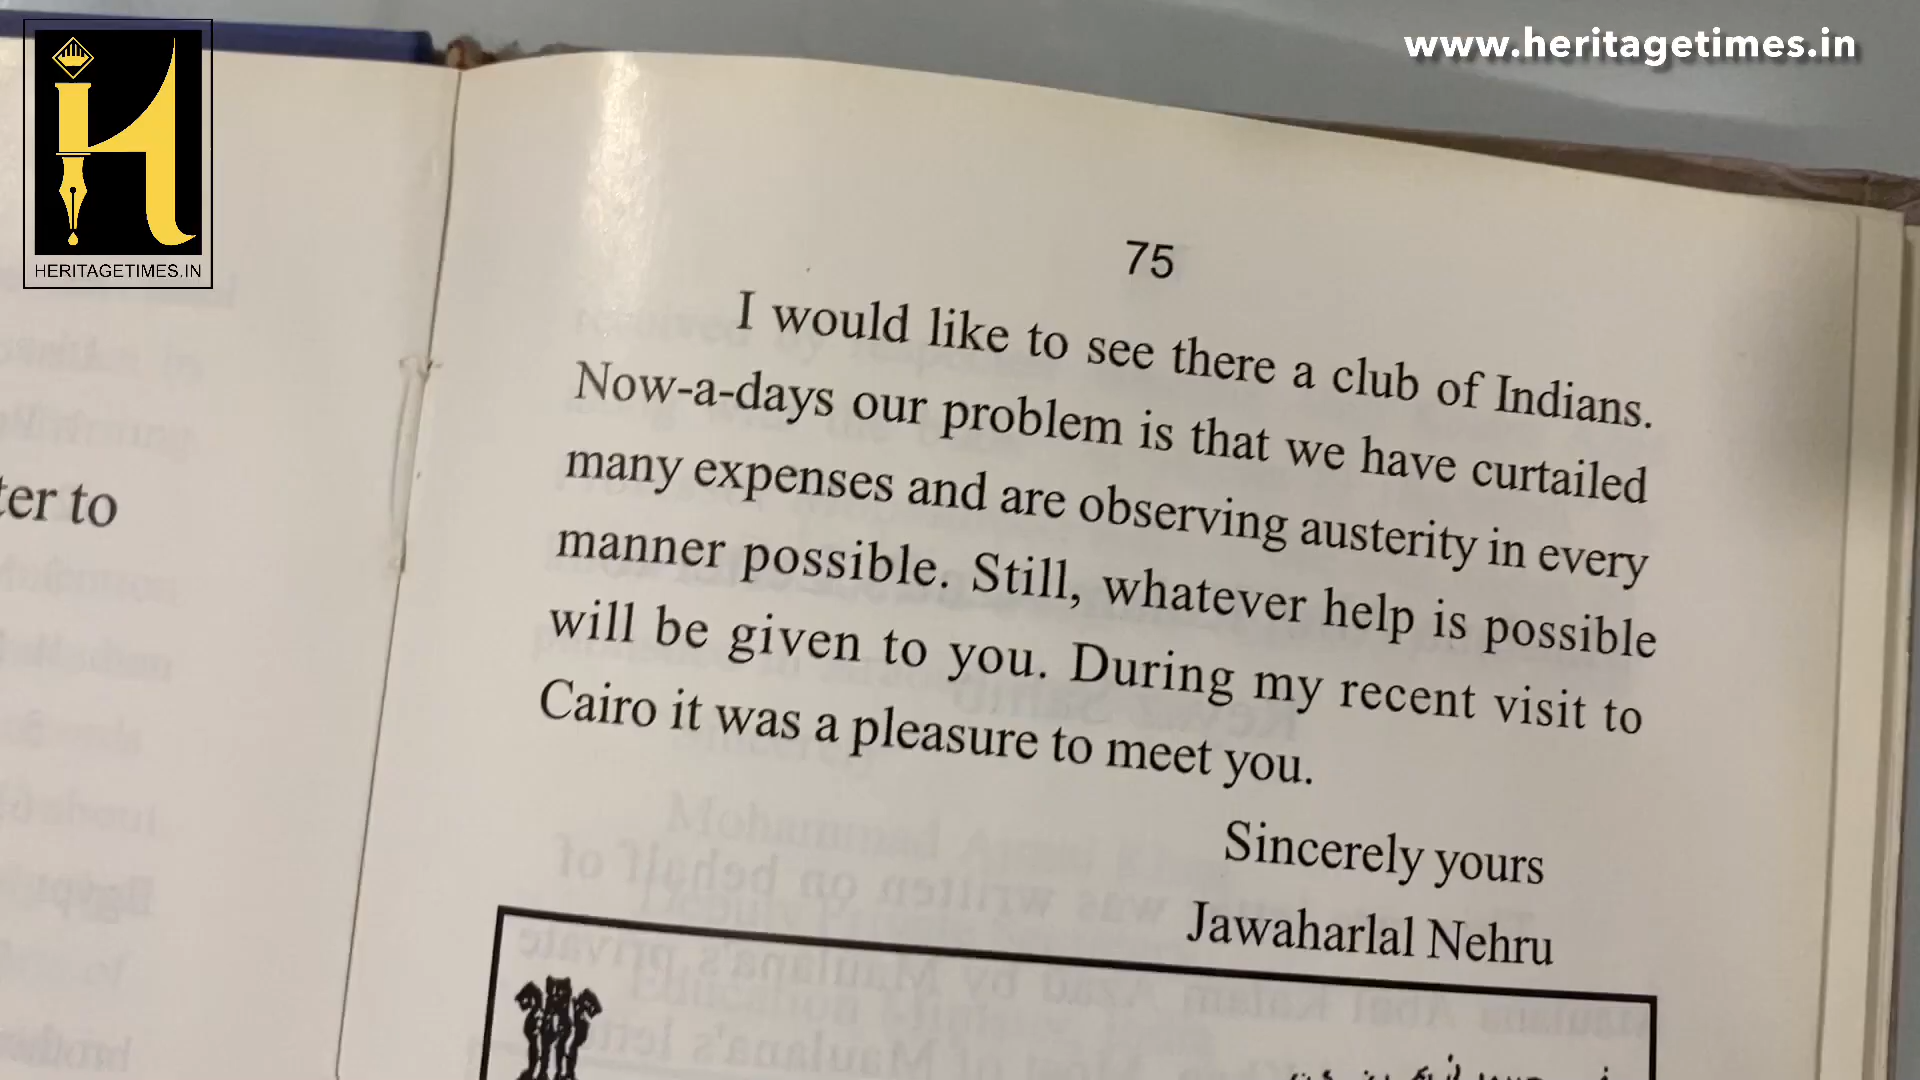 www.heritagetimes.in
HERITAGETIMES.IN
ter to
75
I would like to see there a club of Indians.
Now-a-days our problem is that we have curtailed
many expenses and are observing austerity in every
manner possible. Still, whatever help is possible
will be given to you. During my recent visit to
Cairo it was a pleasure to meet you.
Sincerely yours
Jawaharlal Nehru